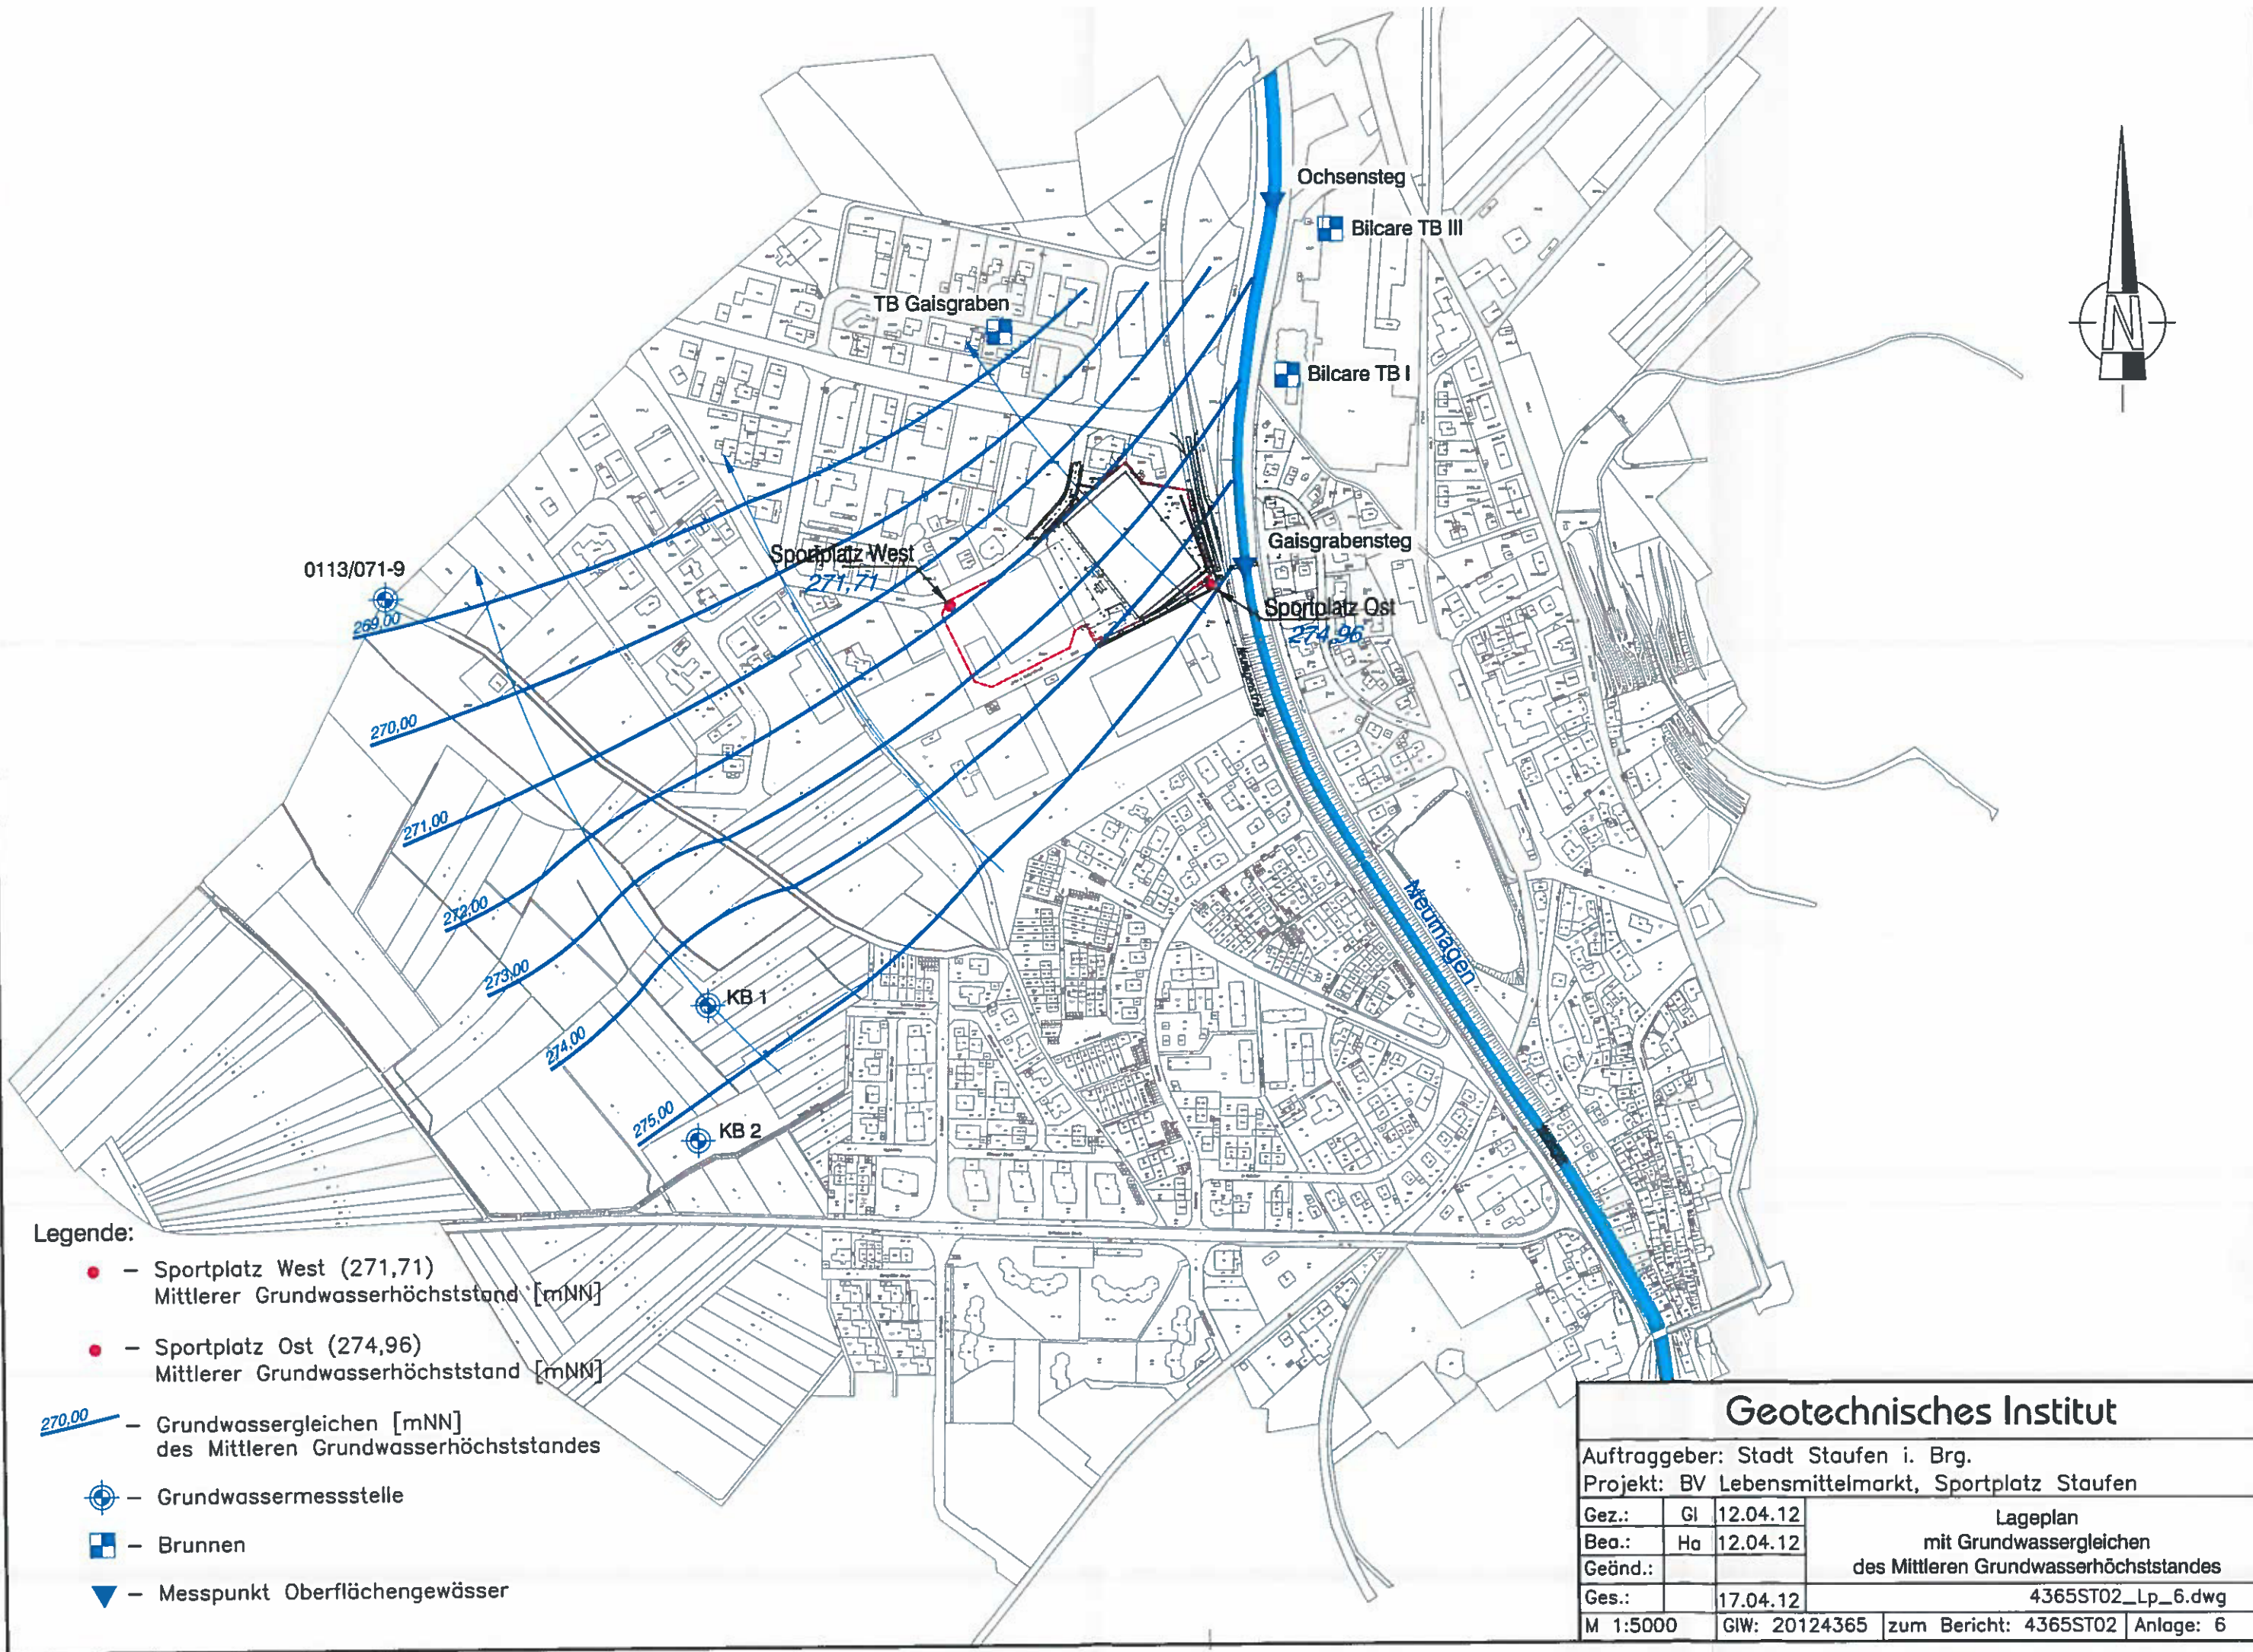 Ochsensteg
Bilcare TB III
TB Gaisgraben
Bilcare TB I
N
Sportplatz West
271,71
Gaisgrabensteg
0113/071-9
Sportplatz Ost
274,96
269,00
270,00
271,00
272,00
273,00
274,00
275,00
Neumagen
KB 1
KB 2
Legende:
– Sportplatz West (271,71)
Mittlerer Grundwasserhöchststand [mNN]
– Sportplatz Ost (274,96)
Mittlerer Grundwasserhöchststand [mNN]
270,00 – Grundwassergleichen [mNN]
des Mittleren Grundwasserhöchststandes
– Grundwassermessstelle
– Brunnen
– Messpunkt Oberflächengewässer
Geotechnisches Institut
Auftraggeber: Stadt Staufen i. Brg.
Projekt: BV Lebensmittelmarkt, Sportplatz Staufen
Gez.: Gl 12.04.12
Bea.: Ha 12.04.12
Geänd.:
Ges.: 17.04.12
Lageplan
mit Grundwassergleichen
des Mittleren Grundwasserhöchststandes
4365ST02_Lp_6.dwg
M 1:5000 GIW: 20124365 zum Bericht: 4365ST02 Anlage: 6